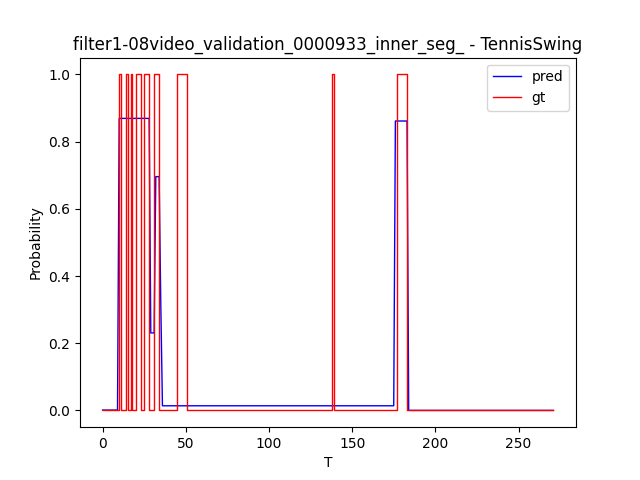 filter1-08video_validation_0000933_inner_seg_ - TennisSwing
pred
gt
1.0
0.8
0.6
0.4
0.2
0.0
Probability
0
50
100
150
200
250
T